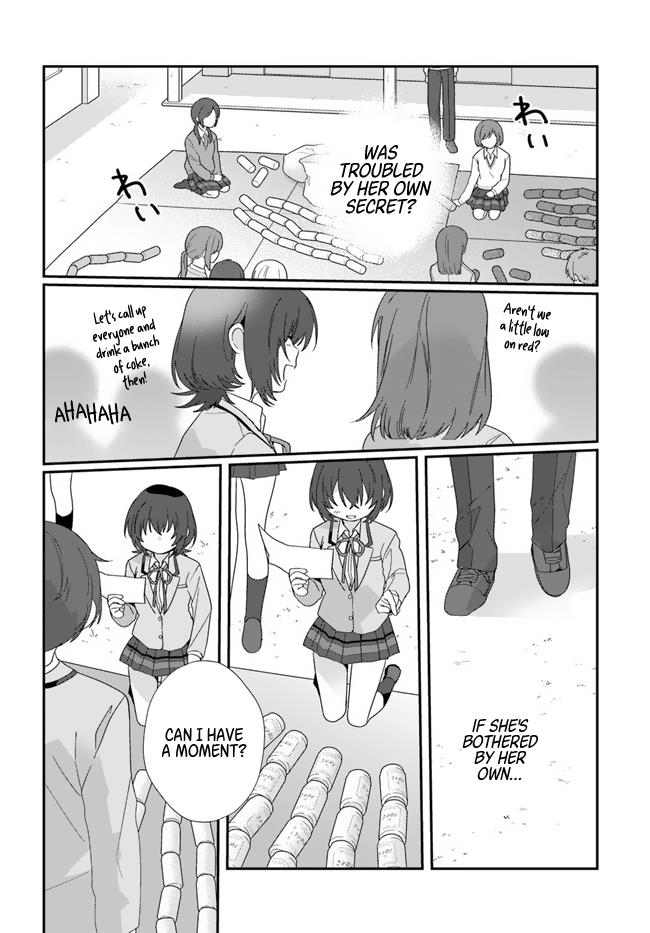 わい
わい
WAS
TROUBLED
BY HER OWN
SECRET?
Let's call up
everyone and
drink a bunch
of coke,
then!
AHAHAHA
Aren't we
a little low
on red?
IF SHE'S
BOTHERED
BY HER
OWN...
CAN I HAVE
A MOMENT?